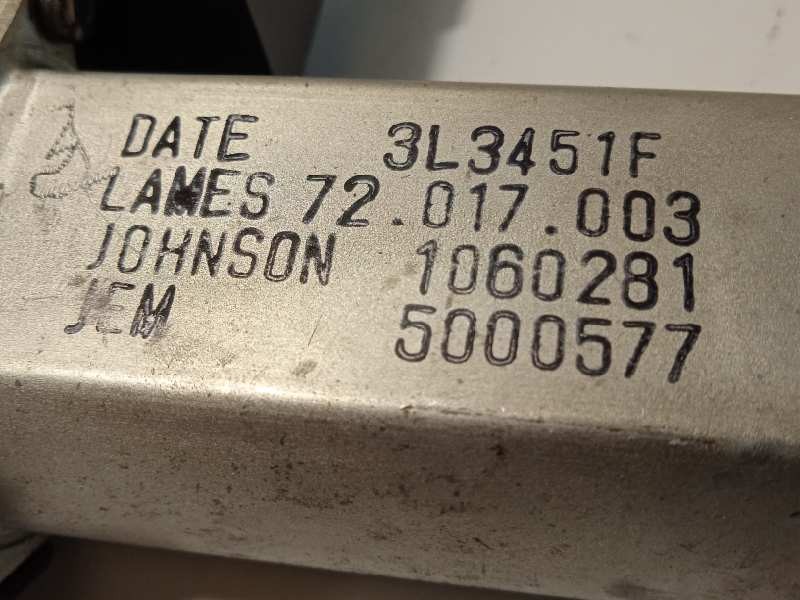 DATE 3L3451F
LAMES 72.017.003
JOHNSON 1060281
JEM 5000577